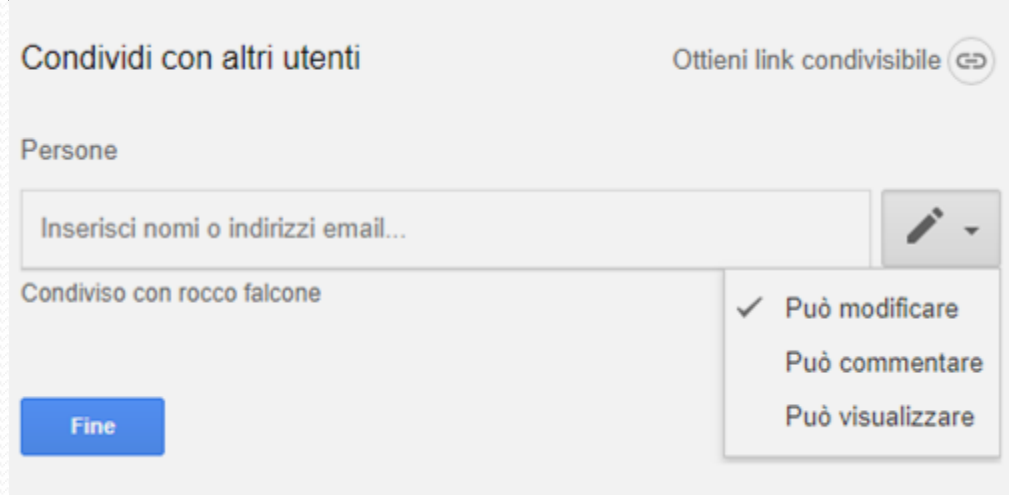 Condividi con altri utenti
Ottieni link condivisibile
Persone
Inserisci nomi o indirizzi email...
Condiviso con rocco falcone
Può modificare
Può commentare
Può visualizzare
Fine